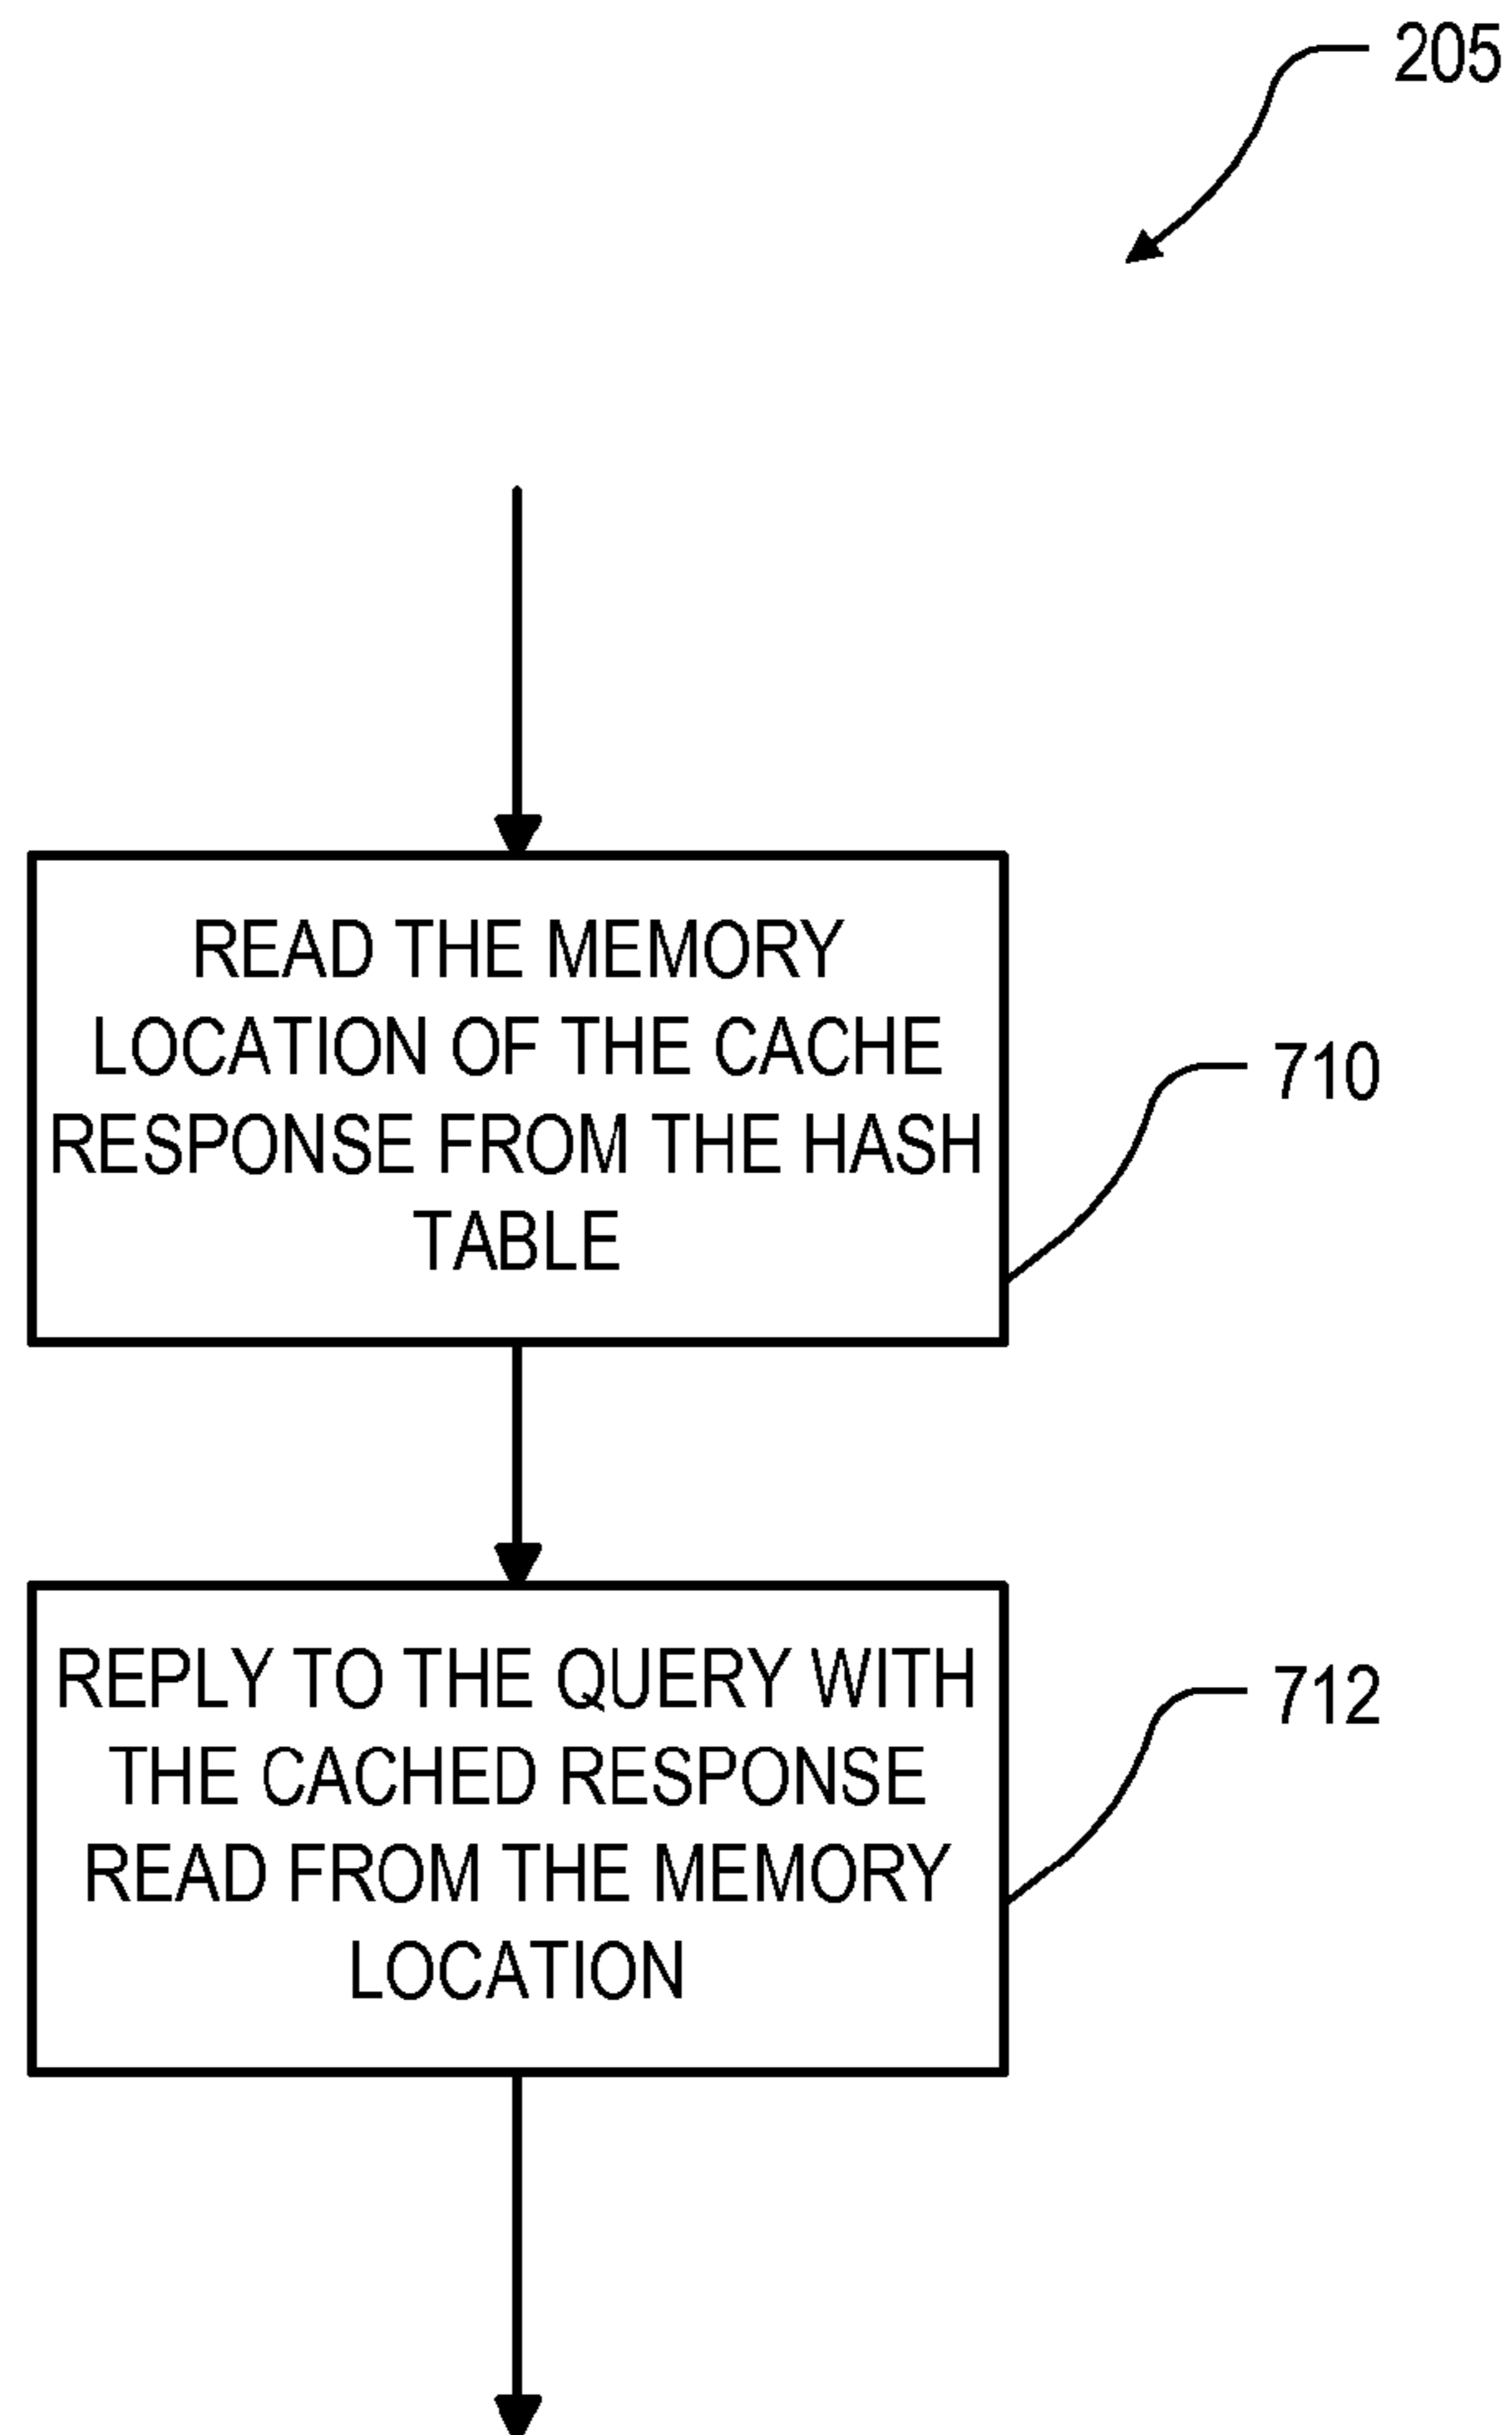 205
READ THE MEMORY
LOCATION OF THE CACHE
RESPONSE FROM THE HASH
TABLE
710
REPLY TO THE QUERY WITH
THE CACHED RESPONSE
READ FROM THE MEMORY
LOCATION
712